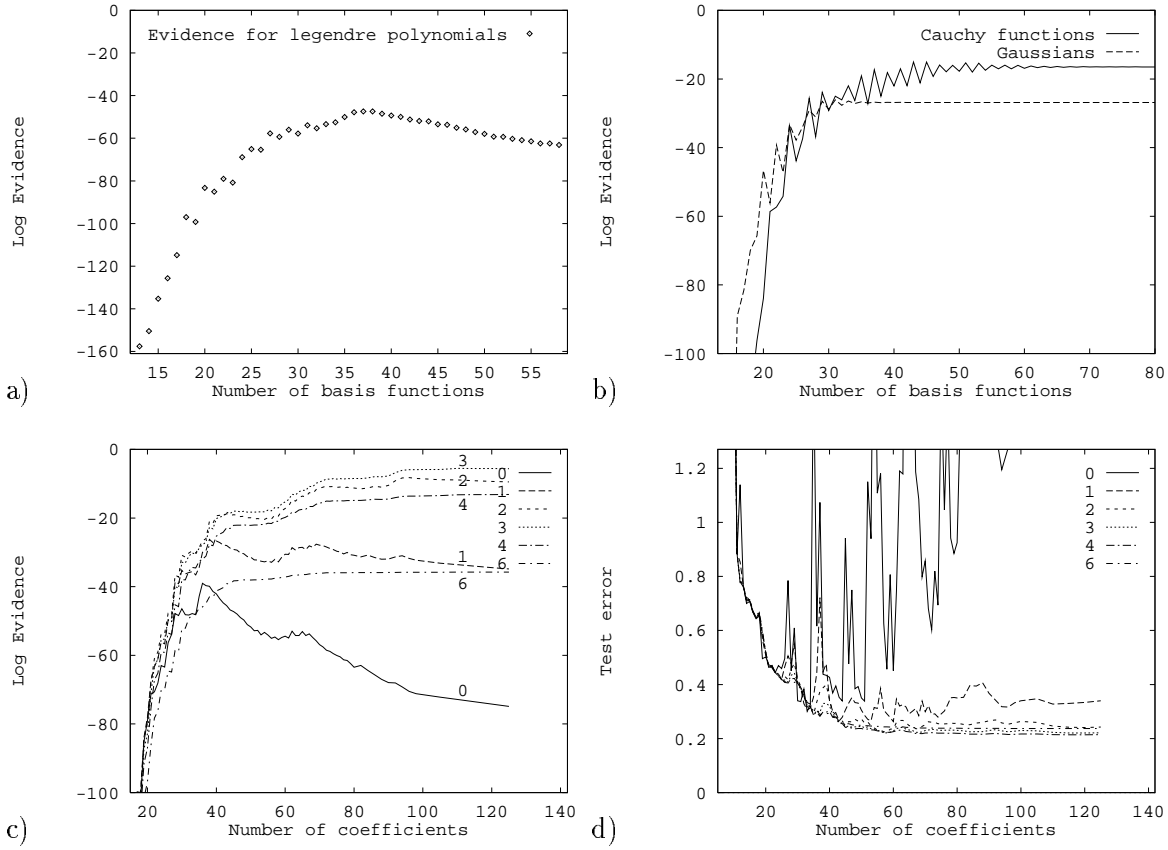 -0
-20
-40
-60
-80
-100
-120
-140
-160
Log Evidence
Evidence for legendre polynomials
15 20 25 30 35 40 45 50 55
Number of basis functions
a)
-0
-20
-40
-60
-80
-100
Log Evidence
Cauchy functions
Gaussians
20 30 40 50 60 70 80
Number of basis functions
b)
-0
-20
-40
-60
-80
-100
Log Evidence
3
2
4
1
6
0
0
1
2
3
4
6
20 40 60 80 100 120 140
Number of coefficients
c)
1.2
1
0.8
0.6
0.4
0.2
0
Test error
0
1
2
3
4
6
20 40 60 80 100 120 140
Number of coefficients
d)